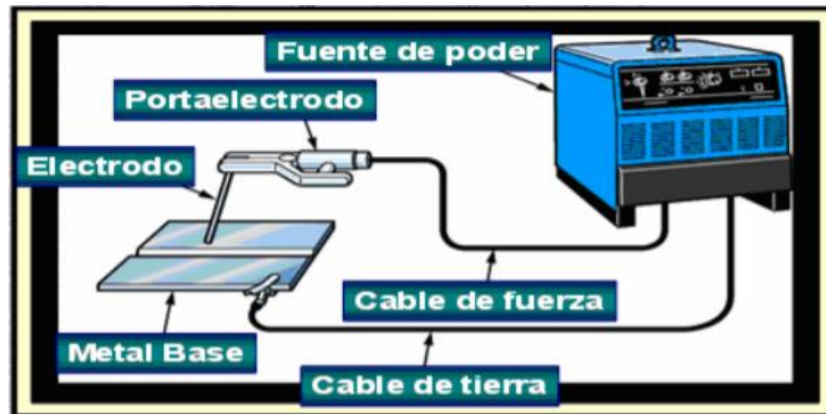 Fuente de poder
Portaelectrodo
Electrodo
Cable de fuerza
Metal Base
Cable de tierra